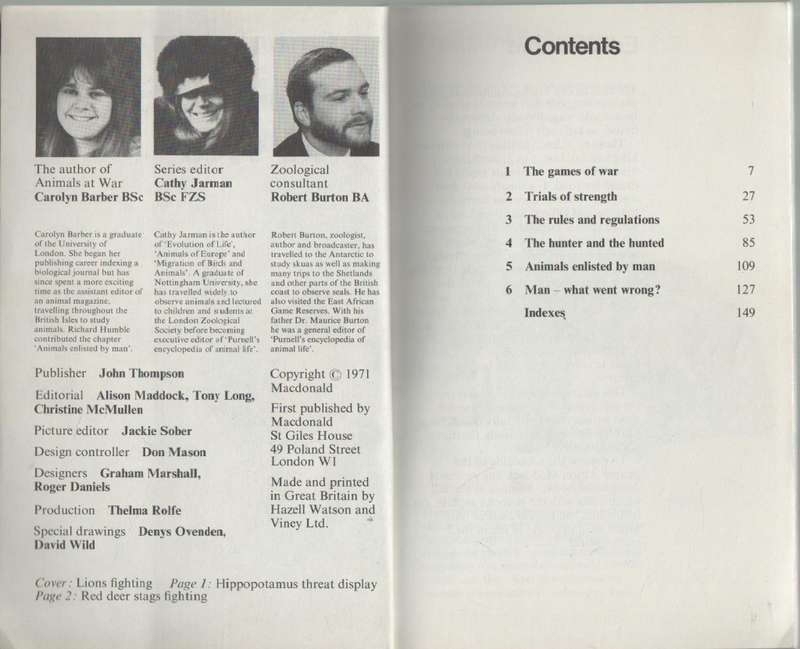 The author of
Animals at War
Carolyn Barber BSc
Series editor
Cathy Jarman
BSc FZS
Zoological
consultant
Robert Burton BA
Carolyn Barber is a graduate
of the University of
London. She began her
publishing career indexing a
biological journal but has
since spent a more exciting
time as the assistant editor of
an animal magazine,
travelling throughout the
British Isles to study
animals. Richard Humble
contributed the chapter
'Animals enlisted by man'.
Cathy Jarman is the author
of 'Evolution of Life',
'Animals of Europe' and
'Migration of Birds and
Animals'. A graduate of
Nottingham University, she
has travelled widely to
observe animals and lectured
to children and students at
the London Zoological
Society before becoming
executive editor of 'Purnell's
encyclopedia of animal life'.
Robert Burton, zoologist,
author and broadcaster, has
travelled to the Antarctic to
study skuas as well as making
many trips to the Shetlands
and other parts of the British
coast to observe seals. He has
also visited the East African
Game Reserves. With his
father Dr. Maurice Burton
he was a general editor of
'Purnell's encyclopedia of
animal life'.
Publisher John Thompson
Editorial Alison Maddock, Tony Long,
Christine McMullen
Picture editor Jackie Sober
Design controller Don Mason
Designers Graham Marshall,
Roger Daniels
Production Thelma Rolfe
Special drawings Denys Ovenden,
David Wild
Copyright © 1971
Macdonald
First published by
Macdonald
St Giles House
49 Poland Street
London W1
Made and printed
in Great Britain by
Hazell Watson and
Viney Ltd.
Cover: Lions fighting Page 1: Hippopotamus threat display
Page 2: Red deer stags fighting
Contents
1 The games of war 7
2 Trials of strength 27
3 The rules and regulations 53
4 The hunter and the hunted 85
5 Animals enlisted by man 109
6 Man – what went wrong? 127
Indexes 149